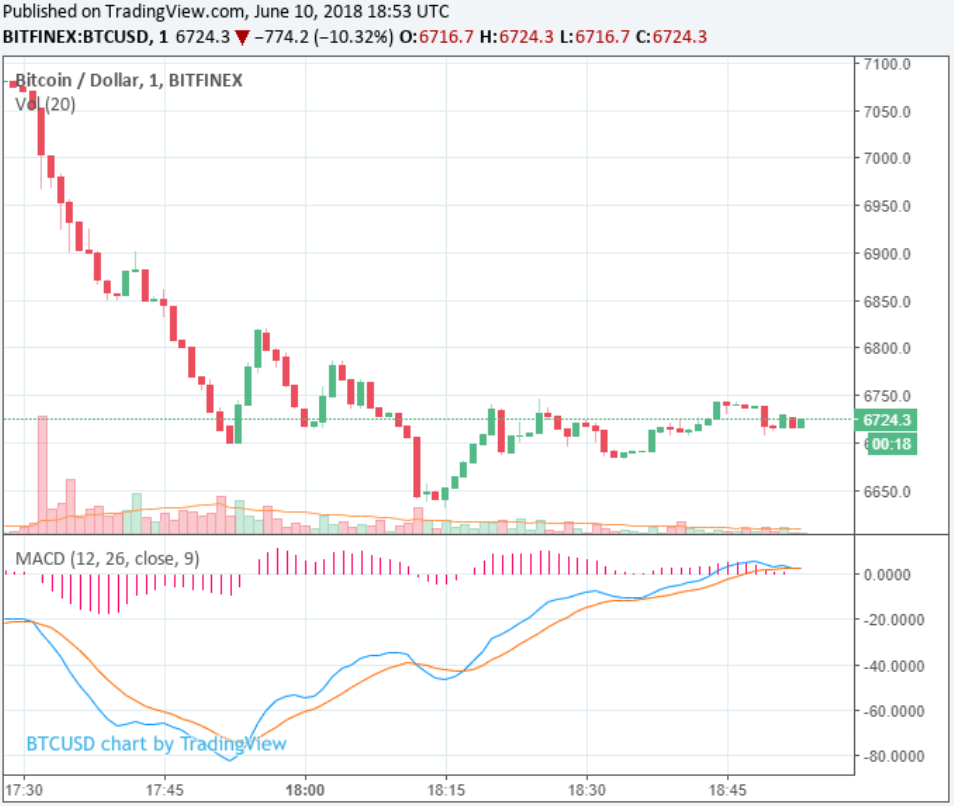 Published on TradingView.com, June 10, 2018 18:53 UTC
BITFINEX:BTCUSD, 1 6724.3 ▼ −774.2 (−10.32%) O:6716.7 H:6724.3 L:6716.7 C:6724.3
Bitcoin / Dollar, 1, BITFINEX
Vol (20)
7100.0
7050.0
7000.0
6950.0
6900.0
6850.0
6800.0
6750.0
6724.3
00:18
6650.0
MACD (12, 26, close, 9)
0.0000
-20.0000
-40.0000
-60.0000
-80.0000
BTCUSD chart by TradingView
17:30 17:45 18:00 18:15 18:30 18:45